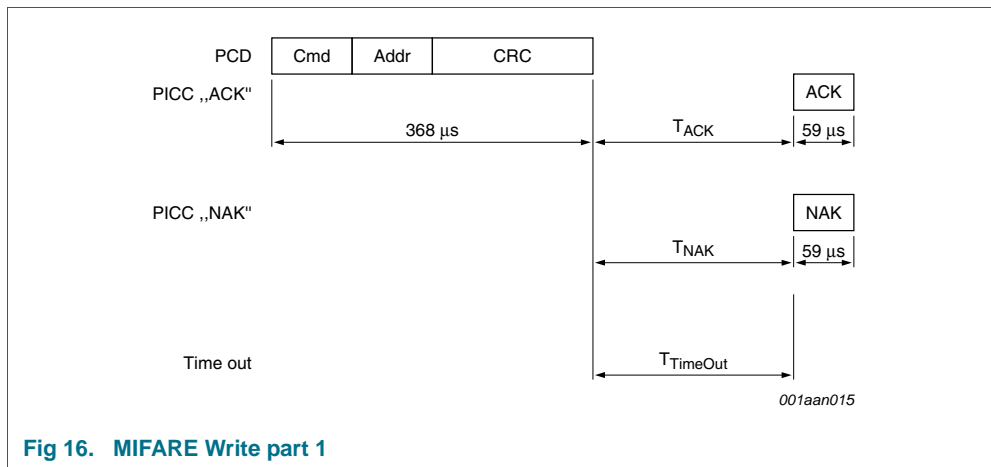 PCD Cmd Addr CRC
PICC ,,ACK" ACK
368 μs TACK 59 μs
PICC ,,NAK" NAK
TNAK 59 μs
Time out TTimeOut
001aan015
Fig 16. MIFARE Write part 1